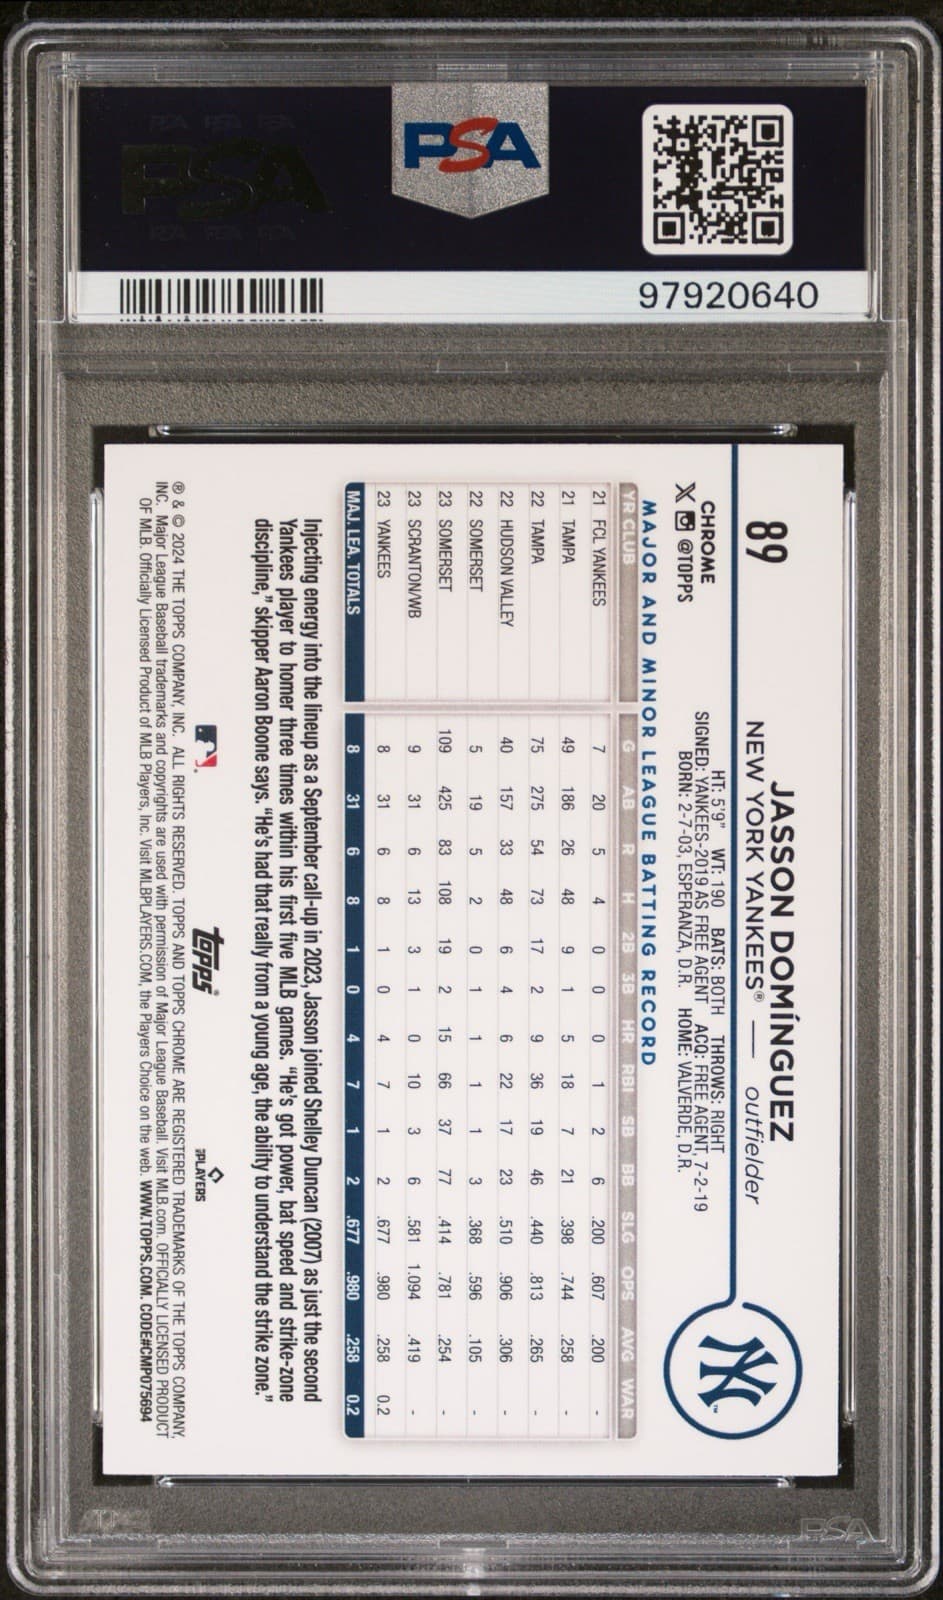 PSA
97920640
89
JASSON DOMÍNGUEZ
NEW YORK YANKEES® — outfielder
CHROME
@TOPPS
HT: 5'9" WT: 190 BATS: BOTH THROWS: RIGHT
SIGNED: YANKEES-2019 AS FREE AGENT ACQ: FREE AGENT, 7-2-19
BORN: 2-7-03, ESPERANZA, D.R. HOME: VALVERDE, D.R.
MAJOR AND MINOR LEAGUE BATTING RECORD
YR CLUB G AB R H 2B 3B HR RBI SB BB SLG OPS AVG WAR
21 FCL YANKEES 7 20 5 4 0 0 0 1 2 6 .200 .607 .200 -
21 TAMPA 49 186 26 48 9 1 5 18 7 21 .398 .744 .258 -
22 TAMPA 75 275 54 73 17 2 9 36 19 46 .440 .813 .265 -
22 HUDSON VALLEY 40 157 33 48 6 4 6 22 17 23 .510 .906 .306 -
22 SOMERSET 5 19 5 2 0 1 1 1 1 3 .368 .596 .105 -
23 SOMERSET 109 425 83 108 19 2 15 66 37 77 .414 .781 .254 -
23 SCRANTON/WB 9 31 6 13 3 1 0 10 3 6 .581 1.094 .419 -
23 YANKEES 8 31 6 8 1 0 4 7 1 2 .677 .980 .258 0.2
MAJ. LEA. TOTALS 8 31 6 8 1 0 4 7 1 2 .677 .980 .258 0.2
Injecting energy into the lineup as a September call-up in 2023, Jasson joined Shelley Duncan (2007) as just the second
Yankees player to homer three times within his first five MLB games. "He's got power, bat speed and strike-zone
discipline," skipper Aaron Boone says. "He's had that really from a young age, the ability to understand the strike zone."
topps®
PLAYERS
® & © 2024 THE TOPPS COMPANY, INC. ALL RIGHTS RESERVED. TOPPS AND TOPPS CHROME ARE REGISTERED TRADEMARKS OF THE TOPPS COMPANY,
INC. Major League Baseball trademarks and copyrights are used with permission of Major League Baseball. Visit MLB.com. OFFICIALLY LICENSED PRODUCT
OF MLB. Officially Licensed Product of MLB Players, Inc. Visit MLBPLAYERS.COM, the Players Choice on the web. WWW.TOPPS.COM. CODE#CMP075694
PSA